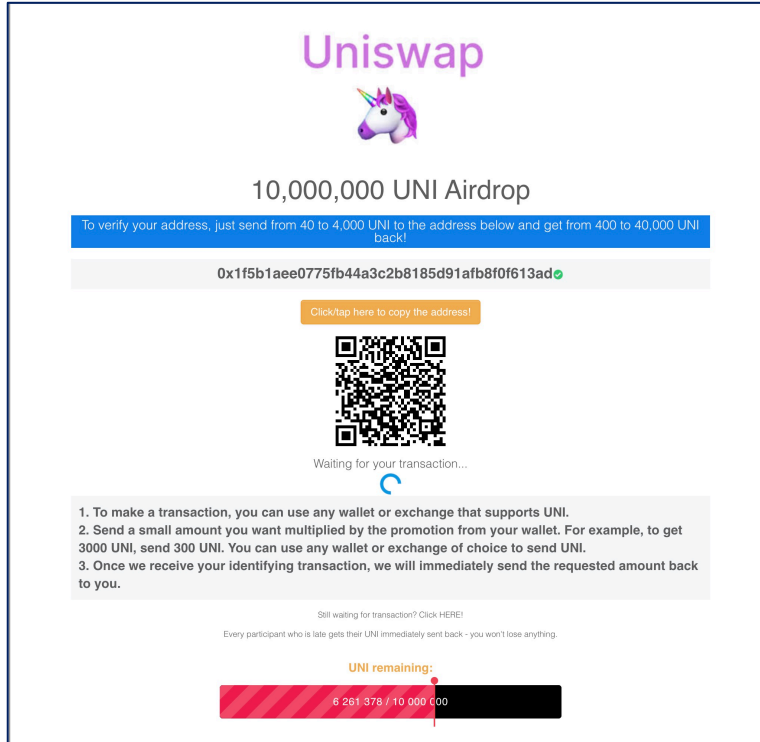 Uniswap
10,000,000 UNI Airdrop
To verify your address, just send from 40 to 4,000 UNI to the address below and get from 400 to 40,000 UNI
back!
0x1f5b1aee0775fb44a3c2b8185d91afb8f0f613ad
Click/tap here to copy the address!
Waiting for your transaction...
1. To make a transaction, you can use any wallet or exchange that supports UNI.
2. Send a small amount you want multiplied by the promotion from your wallet. For example, to get
3000 UNI, send 300 UNI. You can use any wallet or exchange of choice to send UNI.
3. Once we receive your identifying transaction, we will immediately send the requested amount back
to you.
Still waiting for transaction? Click HERE!
Every participant who is late gets their UNI immediately sent back - you won't lose anything.
UNI remaining:
6 261 378 / 10 000 000